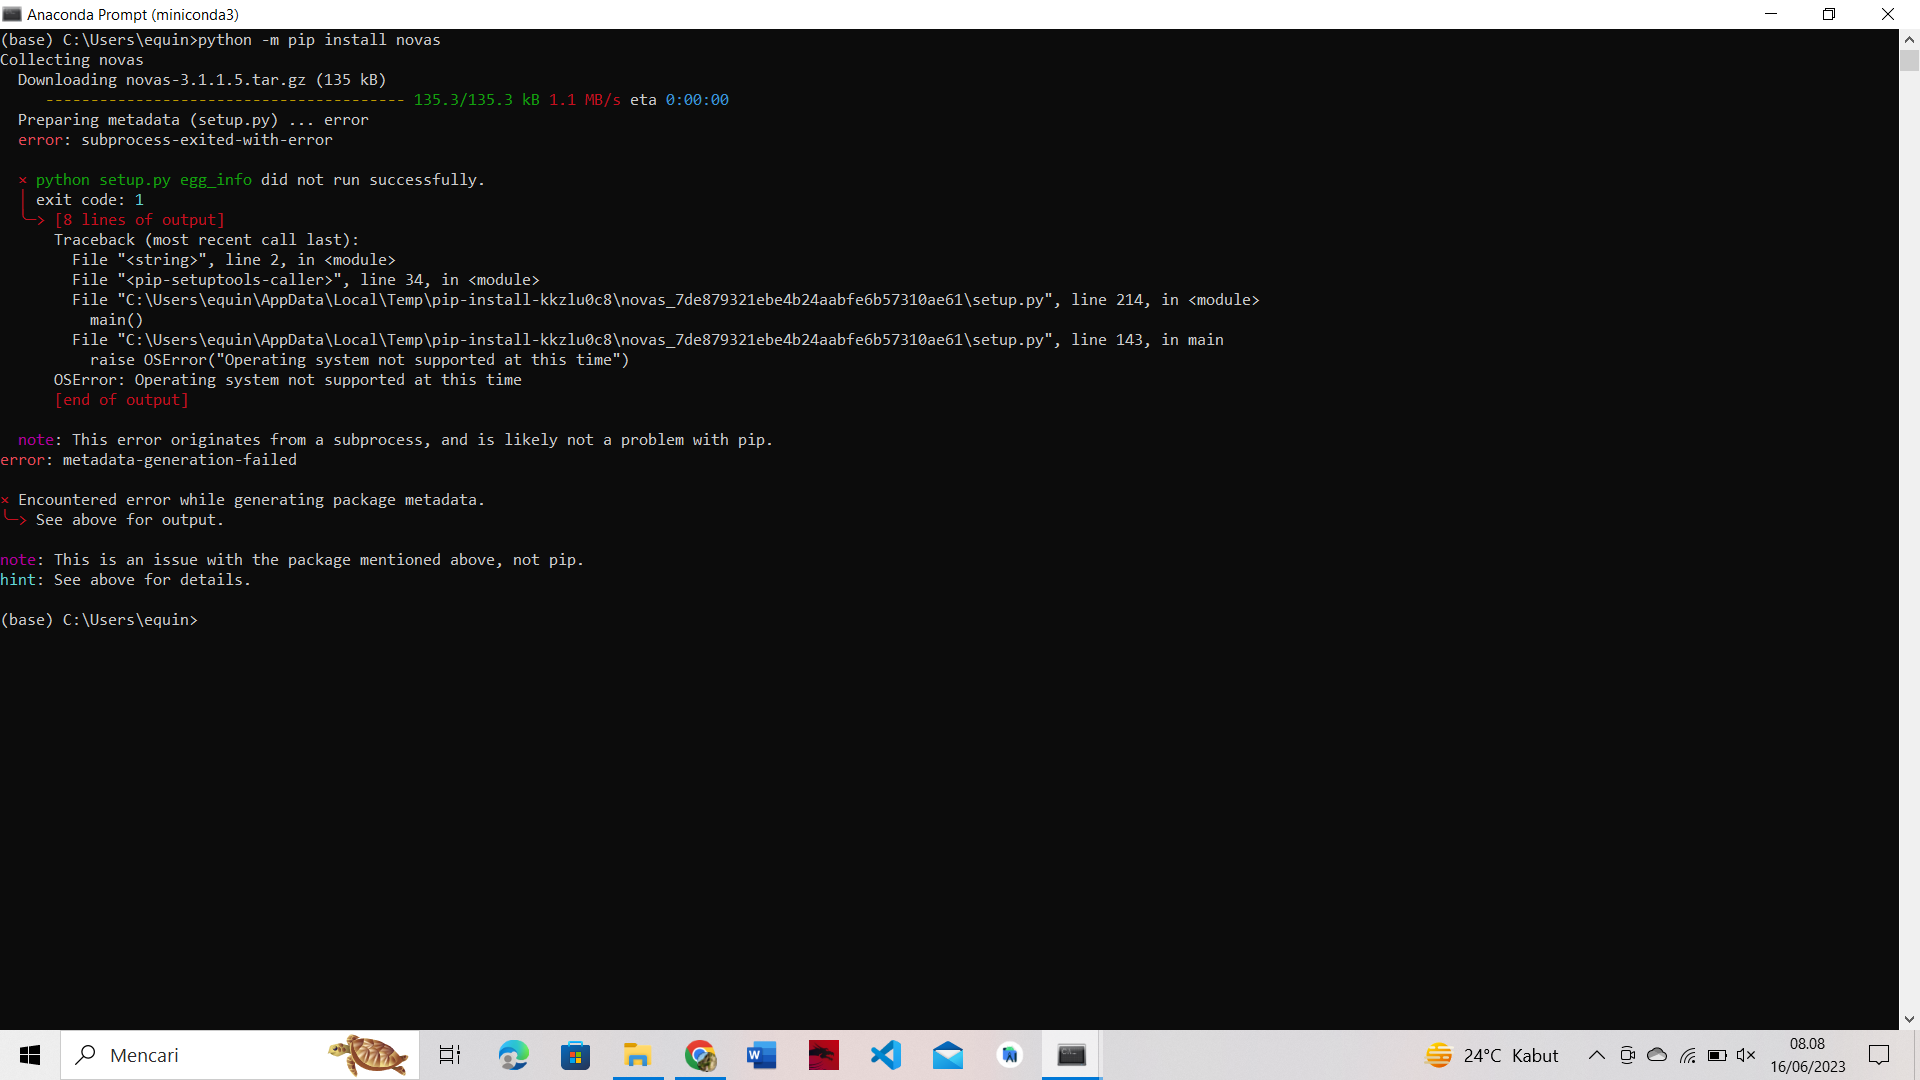 Anaconda Prompt (miniconda3)
(base) C:\Users\equin>python -m pip install novas
Collecting novas
  Downloading novas-3.1.1.5.tar.gz (135 kB)
     ---------------------------------------- 135.3/135.3 kB 1.1 MB/s eta 0:00:00
  Preparing metadata (setup.py) ... error
  error: subprocess-exited-with-error

  × python setup.py egg_info did not run successfully.
  │ exit code: 1
  ╰─> [8 lines of output]
      Traceback (most recent call last):
        File "<string>", line 2, in <module>
        File "<pip-setuptools-caller>", line 34, in <module>
        File "C:\Users\equin\AppData\Local\Temp\pip-install-kkzlu0c8\novas_7de879321ebe4b24aabfe6b57310ae61\setup.py", line 214, in <module>
          main()
        File "C:\Users\equin\AppData\Local\Temp\pip-install-kkzlu0c8\novas_7de879321ebe4b24aabfe6b57310ae61\setup.py", line 143, in main
          raise OSError("Operating system not supported at this time")
      OSError: Operating system not supported at this time
      [end of output]

  note: This error originates from a subprocess, and is likely not a problem with pip.
error: metadata-generation-failed

× Encountered error while generating package metadata.
╰─> See above for output.

note: This is an issue with the package mentioned above, not pip.
hint: See above for details.

(base) C:\Users\equin>
Mencari
24°C Kabut
08.08
16/06/2023